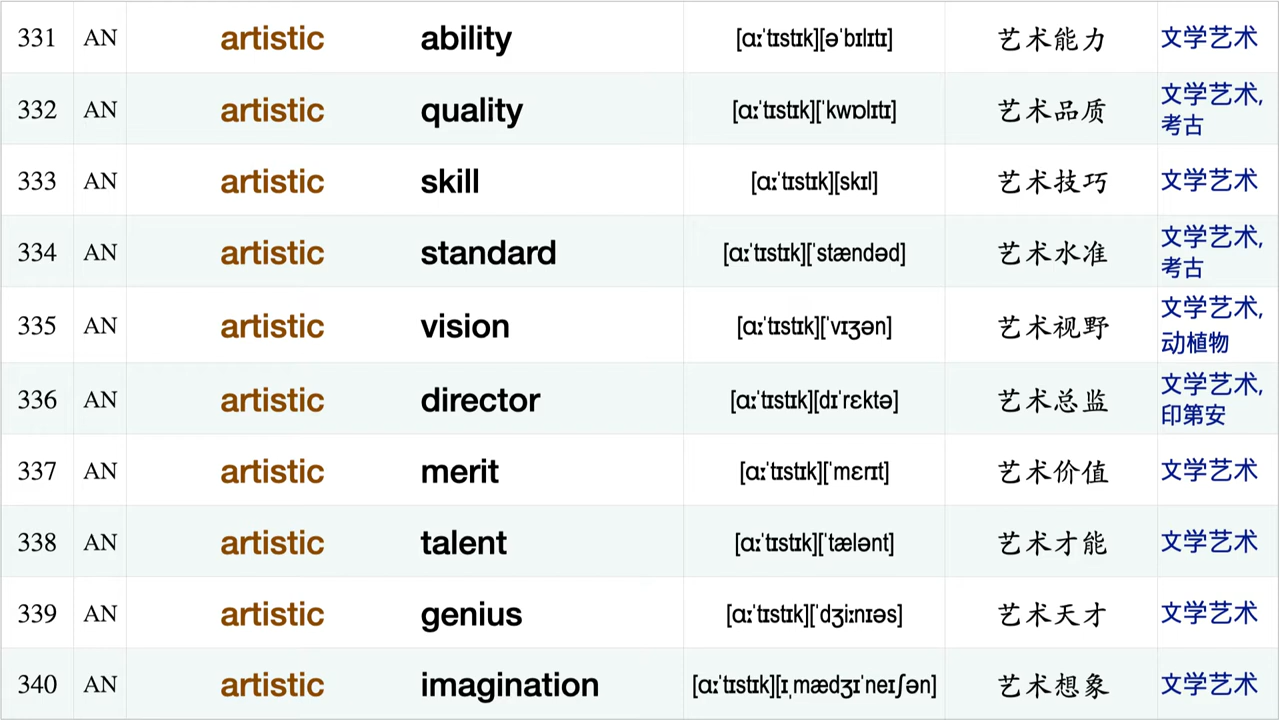 331 AN artistic ability [ɑːˈtɪstɪk][əˈbɪlɪtɪ] 艺术能力 文学艺术
332 AN artistic quality [ɑːˈtɪstɪk][ˈkwɒlɪtɪ] 艺术品质 文学艺术, 考古
333 AN artistic skill [ɑːˈtɪstɪk][skɪl] 艺术技巧 文学艺术
334 AN artistic standard [ɑːˈtɪstɪk][ˈstændəd] 艺术水准 文学艺术, 考古
335 AN artistic vision [ɑːˈtɪstɪk][ˈvɪʒən] 艺术视野 文学艺术, 动植物
336 AN artistic director [ɑːˈtɪstɪk][dɪˈrɛktə] 艺术总监 文学艺术, 印第安
337 AN artistic merit [ɑːˈtɪstɪk][ˈmɛrɪt] 艺术价值 文学艺术
338 AN artistic talent [ɑːˈtɪstɪk][ˈtælənt] 艺术才能 文学艺术
339 AN artistic genius [ɑːˈtɪstɪk][ˈdʒiːnɪəs] 艺术天才 文学艺术
340 AN artistic imagination [ɑːˈtɪstɪk][ɪˌmædʒɪˈneɪʃən] 艺术想象 文学艺术